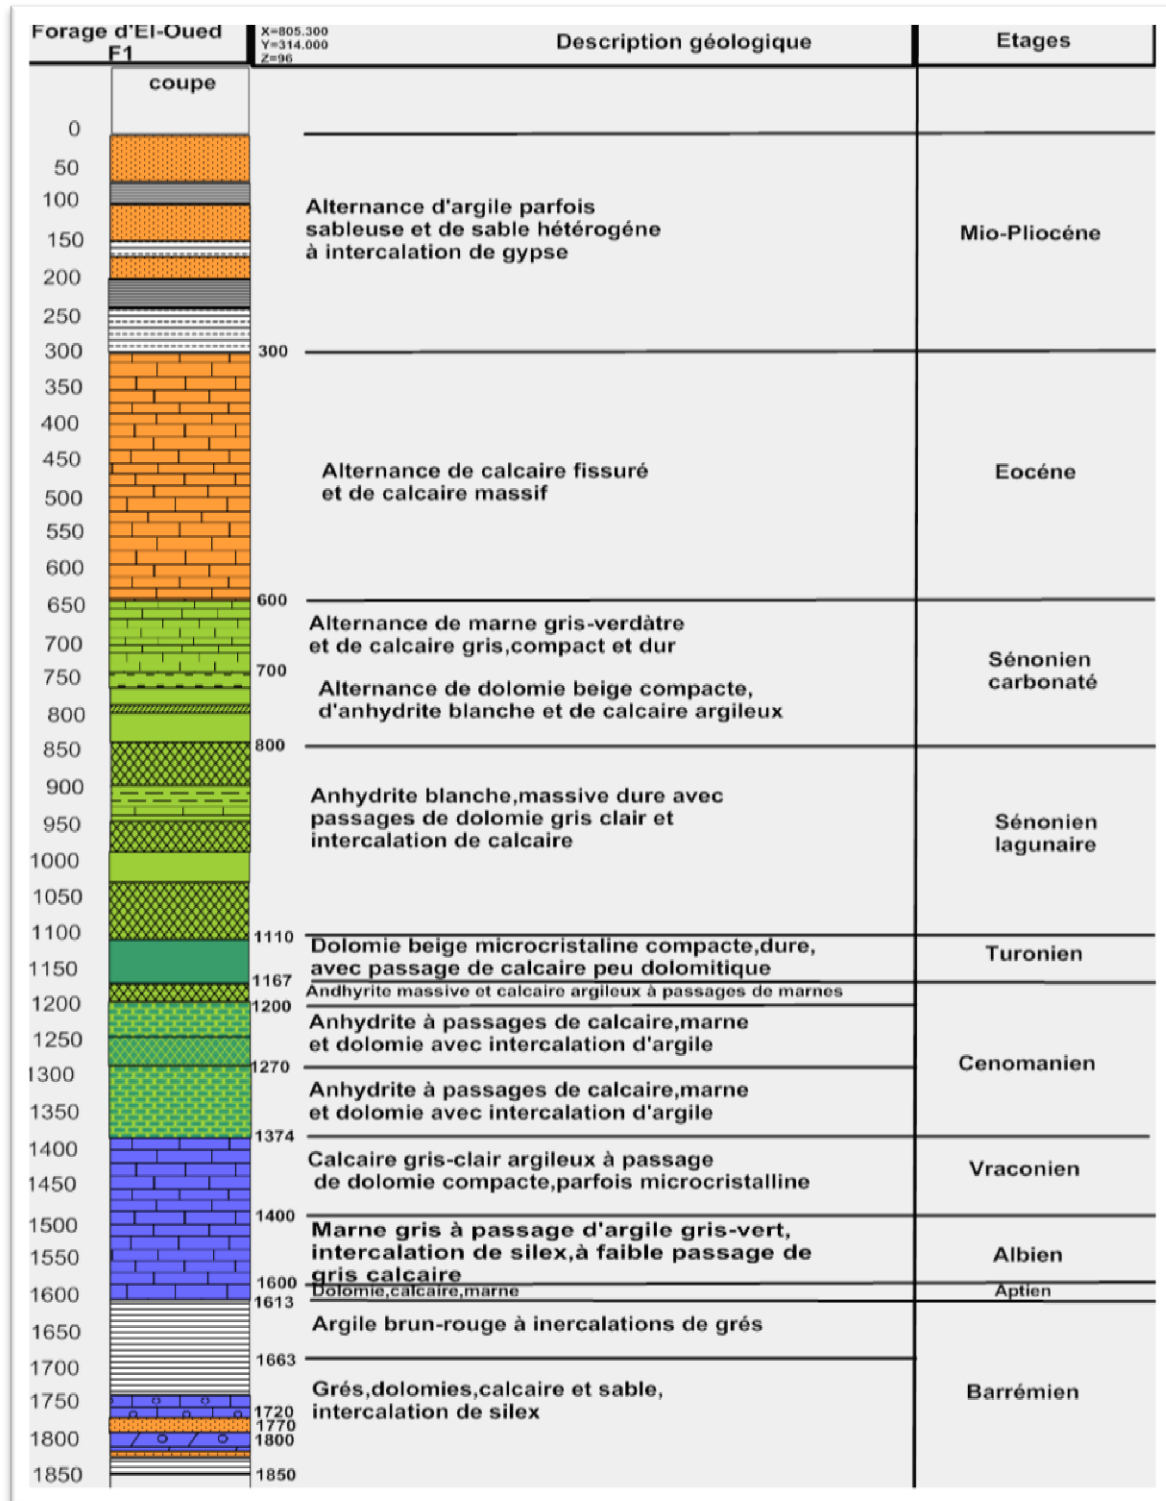 Forage d'El-Oued
F1
X=805.300
Y=314.000
Z=96
Description géologique
Etages
coupe
0
50
100
150
200
250
300
350
400
450
500
550
600
650
700
750
800
850
900
950
1000
1050
1100
1150
1200
1250
1300
1350
1400
1450
1500
1550
1600
1650
1700
1750
1800
1850
300
600
700
800
1110
1167
1200
1270
1374
1400
1600
1613
1663
1720
1770
1800
1850
Alternance d'argile parfois
sableuse et de sable hétérogéne
à intercalation de gypse
Mio-Pliocéne
Alternance de calcaire fissuré
et de calcaire massif
Eocéne
Alternance de marne gris-verdàtre
et de calcaire gris,compact et dur
Alternance de dolomie beige compacte,
d'anhydrite blanche et de calcaire argileux
Sénonien
carbonaté
Anhydrite blanche,massive dure avec
passages de dolomie gris clair et
intercalation de calcaire
Sénonien
lagunaire
Dolomie beige microcristaline compacte,dure,
avec passage de calcaire peu dolomitique
Turonien
Andhyrite massive et calcaire argileux à passages de marnes
Anhydrite à passages de calcaire,marne
et dolomie avec intercalation d'argile
Anhydrite à passages de calcaire,marne
et dolomie avec intercalation d'argile
Cenomanien
Calcaire gris-clair argileux à passage
de dolomie compacte,parfois microcristalline
Vraconien
Marne gris à passage d'argile gris-vert,
intercalation de silex,à faible passage de
gris calcaire
Albien
Dolomie,calcaire,marne
Aptien
Argile brun-rouge à inercalations de grés
Grés,dolomies,calcaire et sable,
intercalation de silex
Barrémien